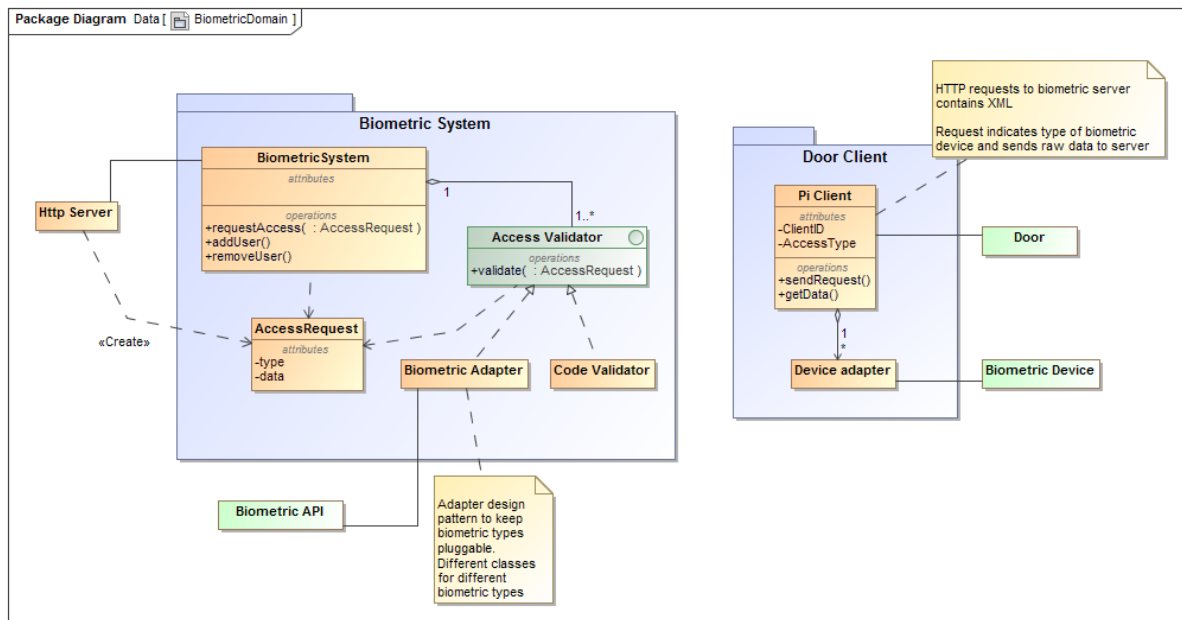 Package Diagram Data [ BiometricDomain ]
Biometric System
BiometricSystem
attributes
operations
+requestAccess( : AccessRequest )
+addUser()
+removeUser()
1
1..*
Http Server
Access Validator
operations
+validate( : AccessRequest )
«Create»
AccessRequest
attributes
-type
-data
Biometric Adapter
Code Validator
Biometric API
Adapter design
pattern to keep
biometric types
pluggable.
Different classes
for different
biometric types
HTTP requests to biometric server
contains XML
Request indicates type of biometric
device and sends raw data to server
Door Client
Pi Client
attributes
-ClientID
-AccessType
operations
+sendRequest()
+getData()
Door
1
*
Device adapter
Biometric Device